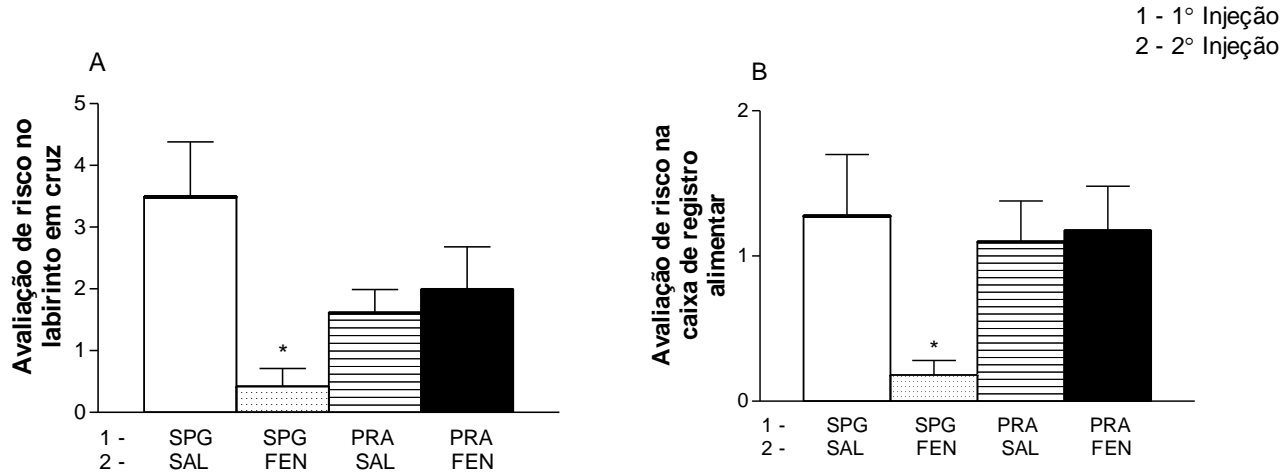 1 - 1° Injeção
2 - 2° Injeção
A
Avaliação de risco no
labirinto em cruz
5
4
3
2
1
0
*
1 - SPG SPG PRA PRA
2 - SAL FEN SAL FEN
B
Avaliação de risco na
caixa de registro
alimentar
2
1
0
*
1 - SPG SPG PRA PRA
2 - SAL FEN SAL FEN